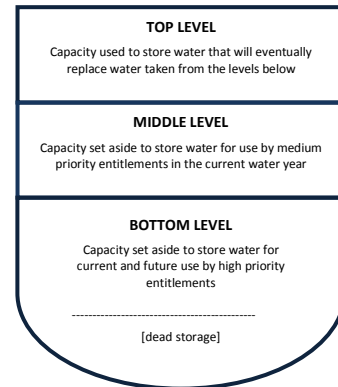 TOP LEVEL
Capacity used to store water that will eventually
replace water taken from the levels below
MIDDLE LEVEL
Capacity set aside to store water for use by medium
priority entitlements in the current water year
BOTTOM LEVEL
Capacity set aside to store water for
current and future use by high priority
entitlements
---------------------------------------------
[dead storage]